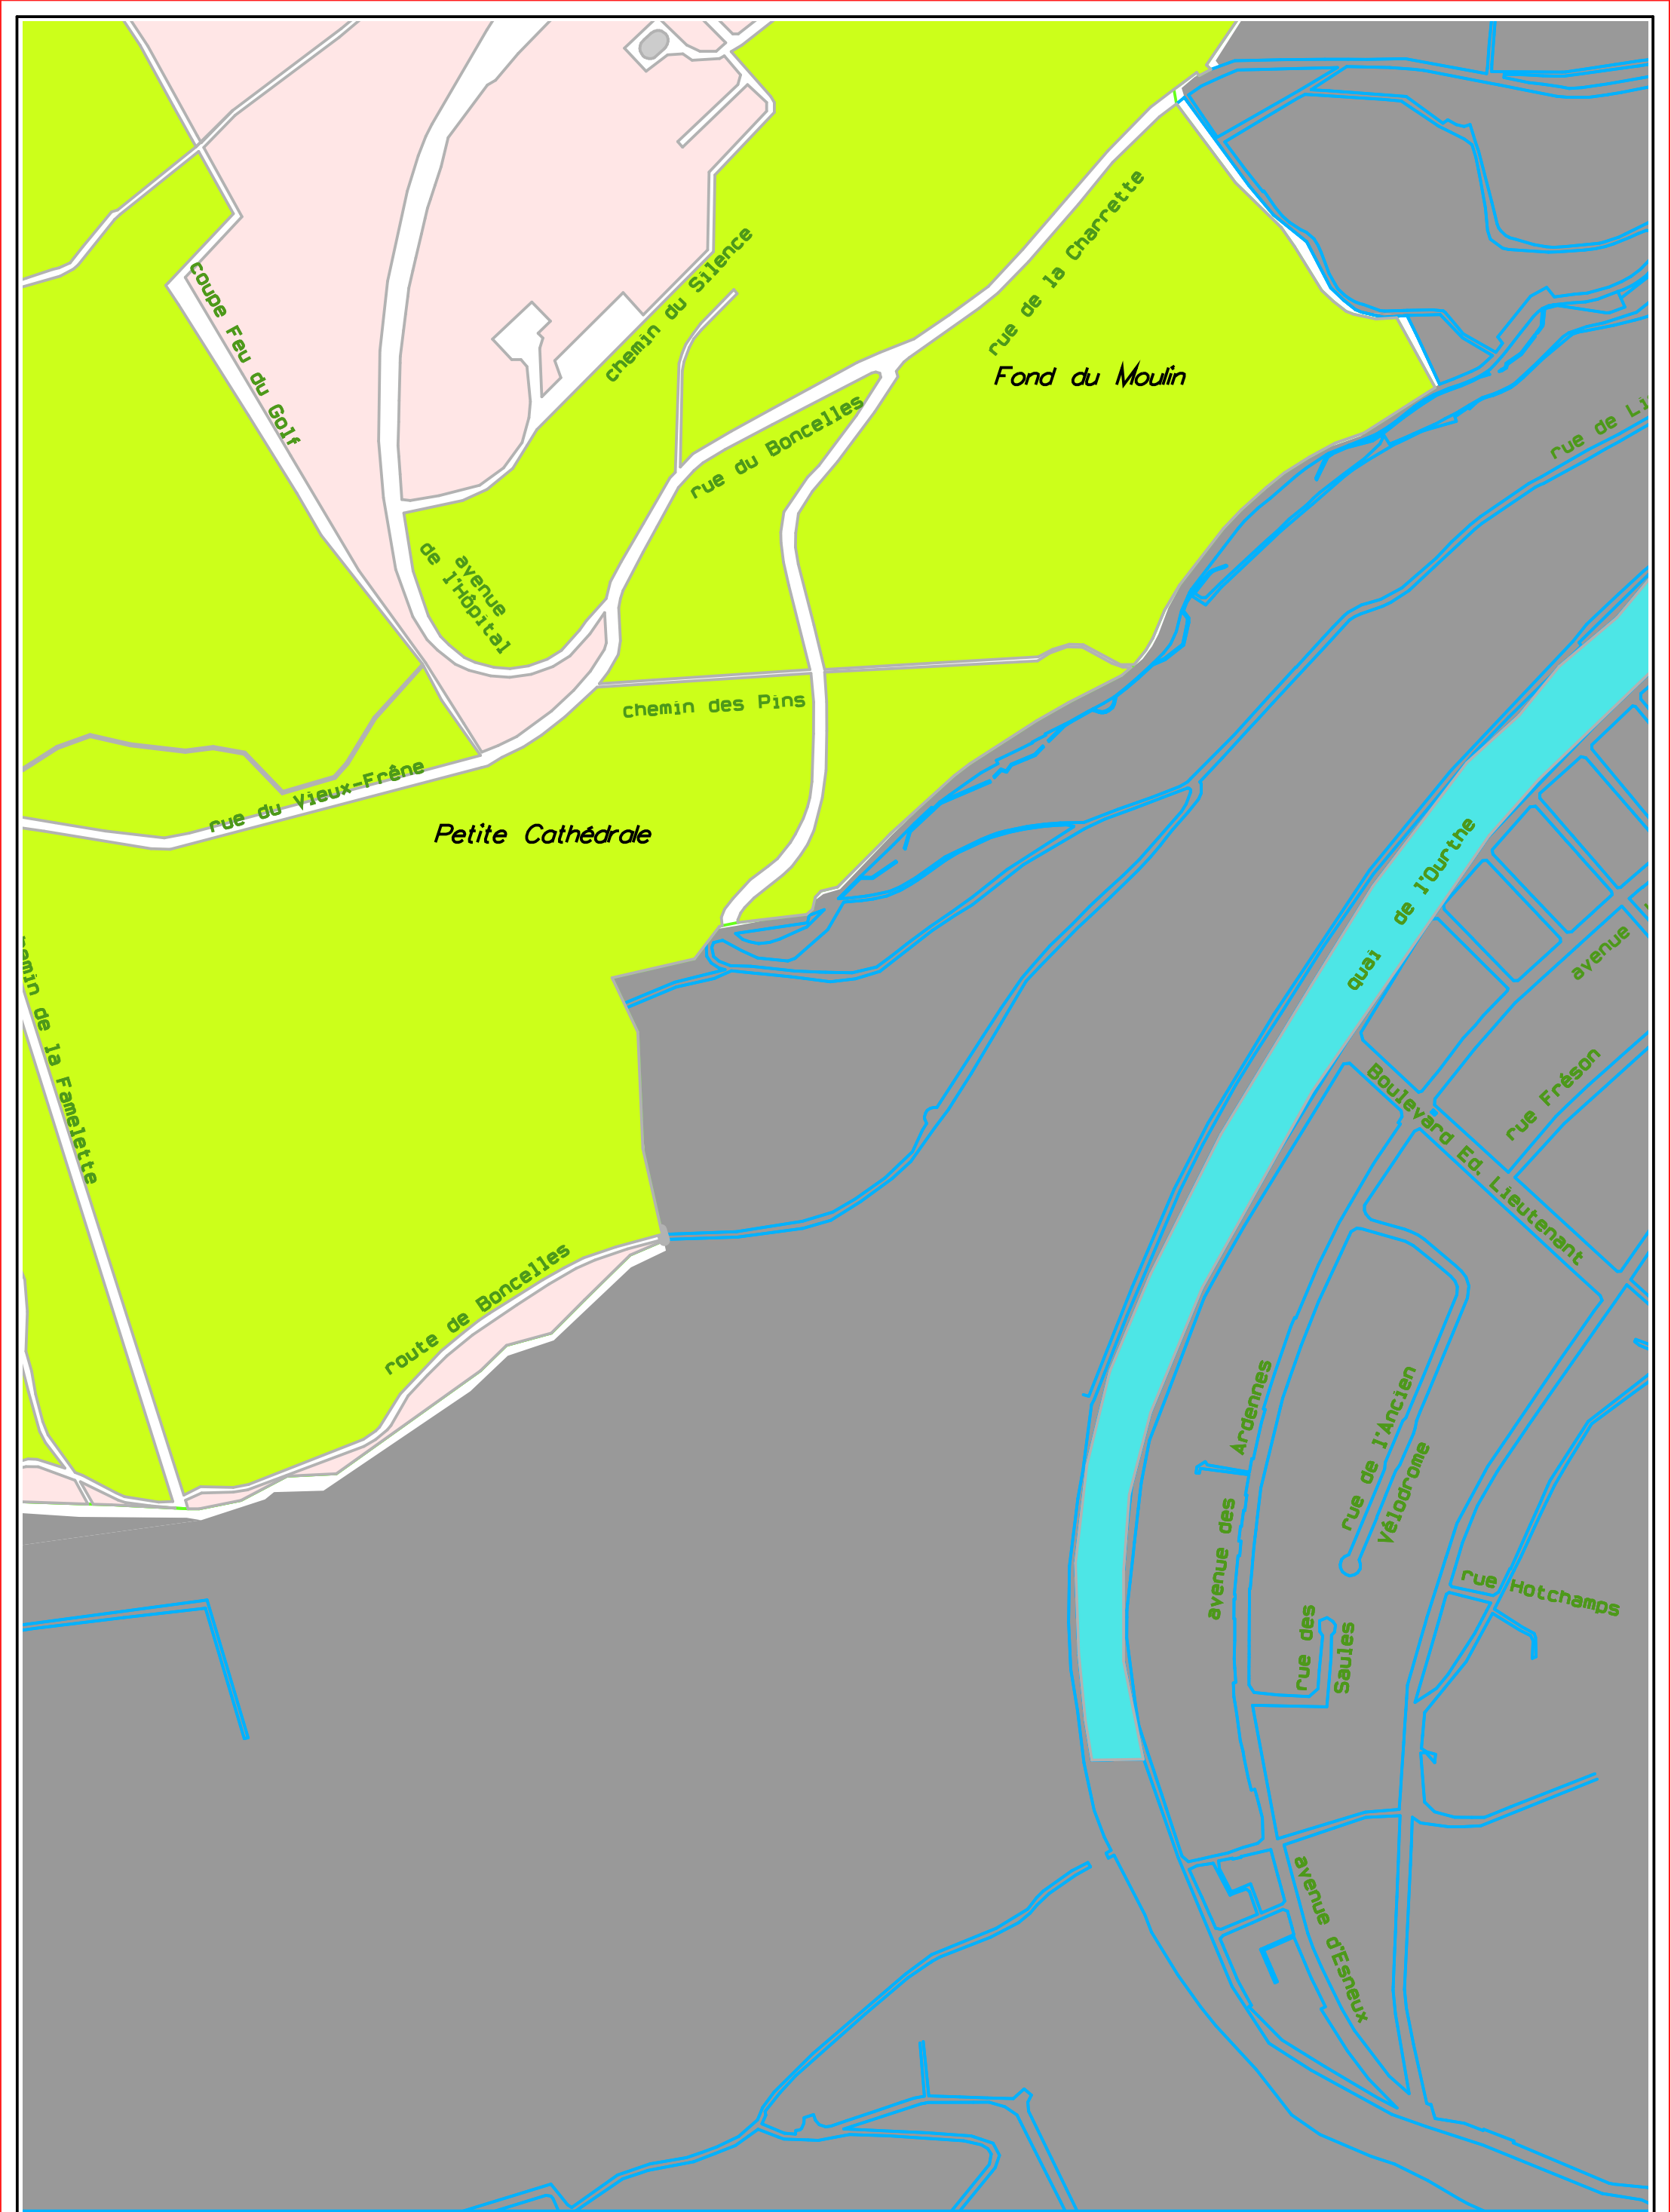 coupe Feu du Golf
chemin du Silence
rue de la Charrette
Fond du Moulin
rue du Boncelles
rue de
avenue
de l'Hôpital
chemin des Pins
rue du Vieux-Frêne
Petite Cathédrale
quai de l'Ourthe
avenue
de la Famelette
Boulevard Ed. Lieutenant
rue Fréson
route de Boncelles
avenue des Ardennes
rue de l'Ancien
Vélodrome
rue Hotchamps
rue des
Saules
avenue d'Esneux